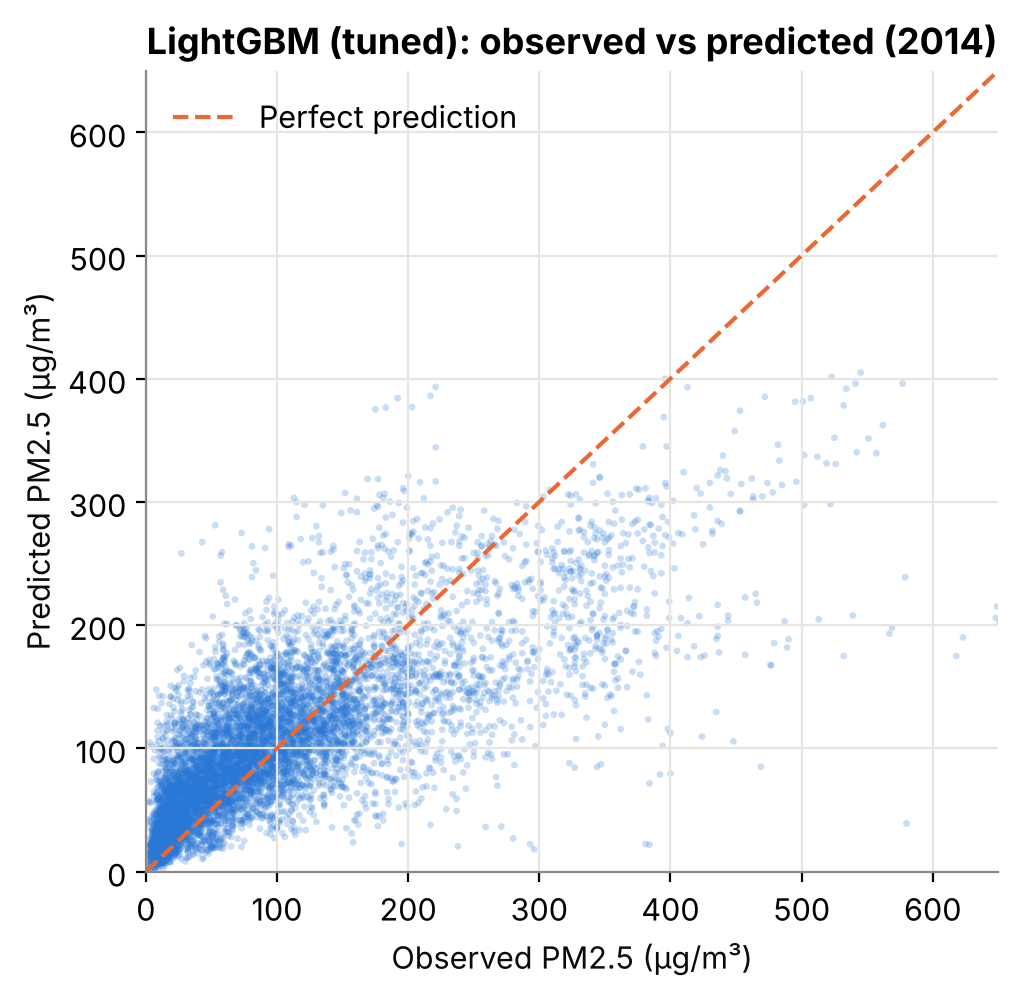 LightGBM (tuned): observed vs predicted (2014)
Perfect prediction
600
500
400
300
200
100
0
Predicted PM2.5 (µg/m³)
0 100 200 300 400 500 600
Observed PM2.5 (µg/m³)